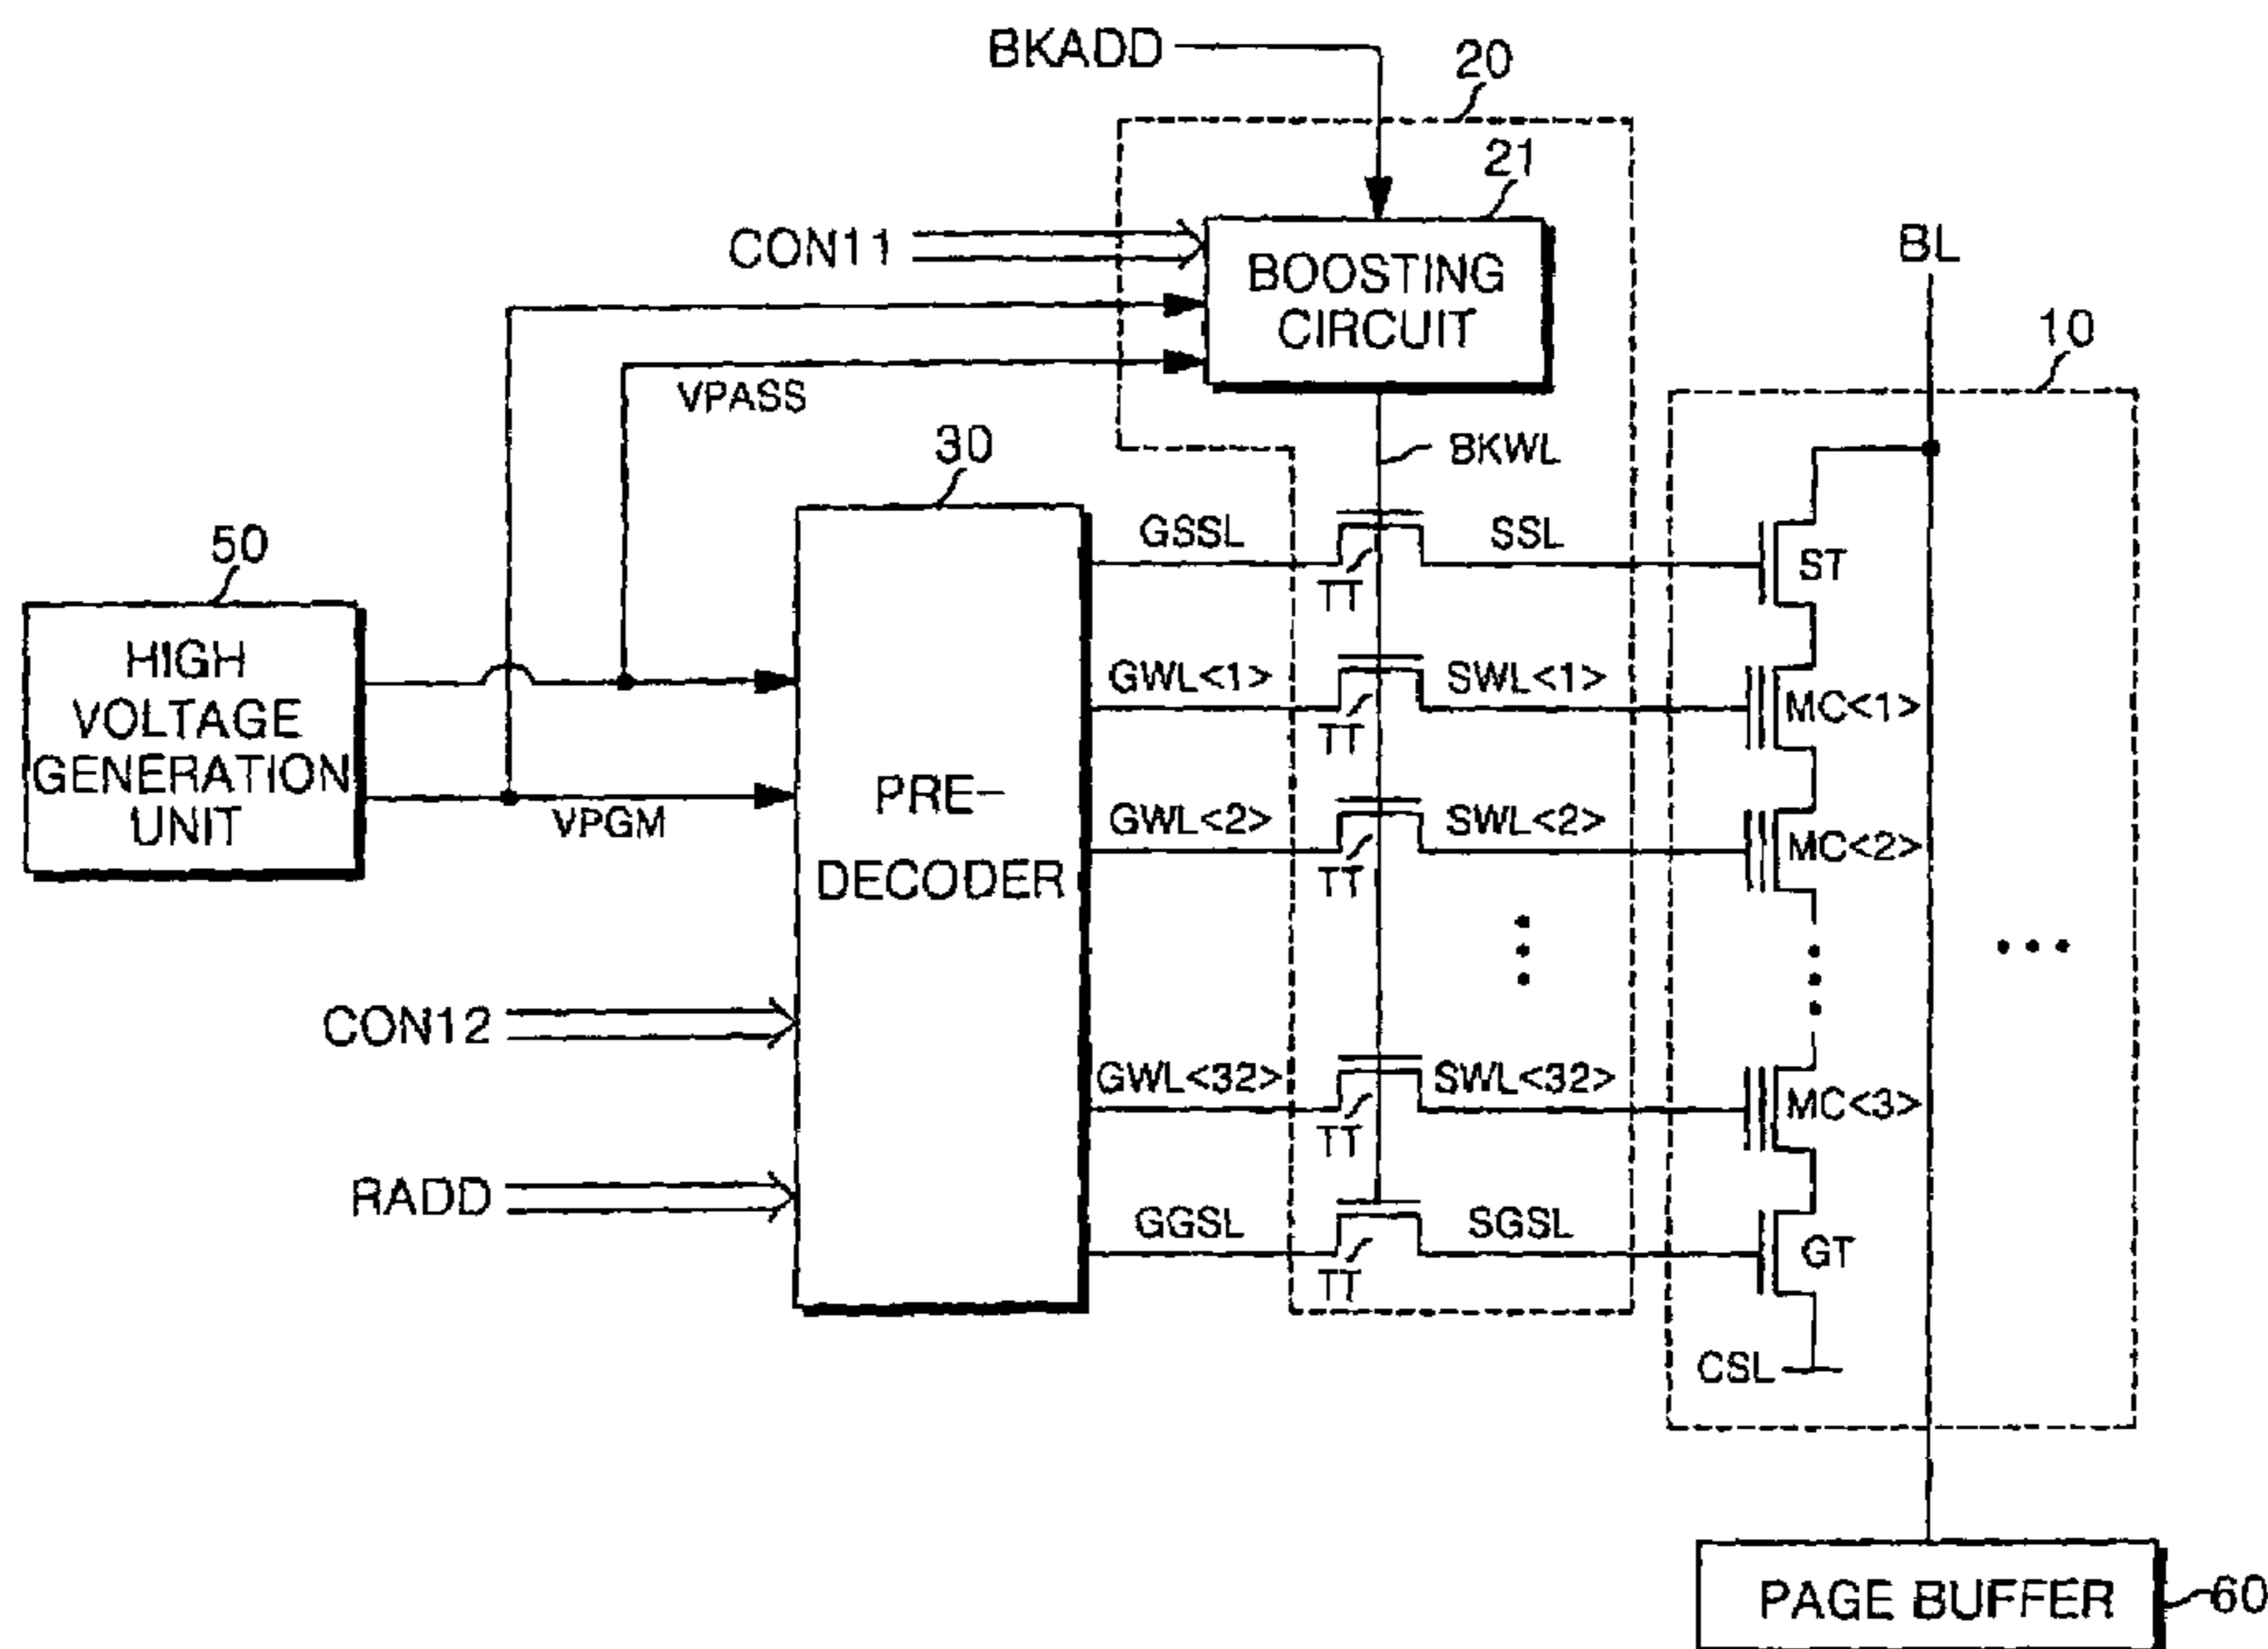 BKADD
20
21
CON11
BOOSTING
CIRCUIT
BL
10
VPASS
BKWL
30
50
HIGH
VOLTAGE
GENERATION
UNIT
VPGM
PRE-
DECODER
CON12
RADD
GSSL
TT
SSL
ST
GWL<1>
TT
SWL<1>
MC<1>
GWL<2>
TT
SWL<2>
MC<2>
GWL<32>
TT
SWL<32>
MC<3>
GGSL
TT
SGSL
GT
CSL
PAGE BUFFER
60